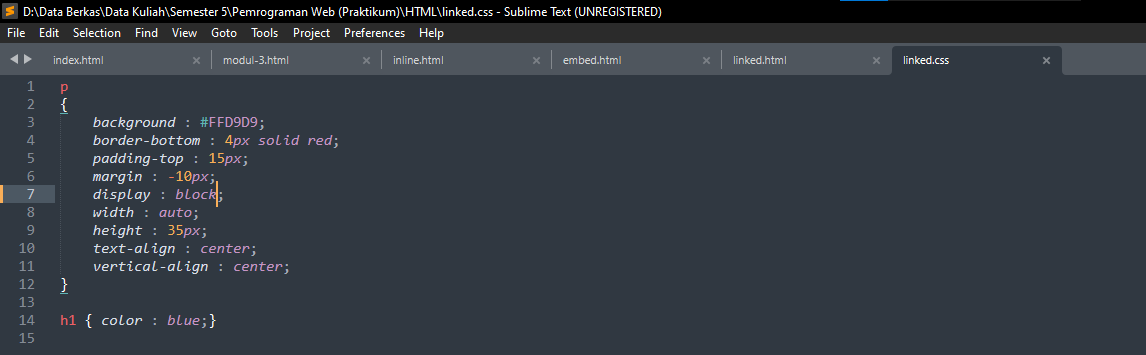 D:\Data Berkas\Data Kuliah\Semester 5\Pemrograman Web (Praktikum)\HTML\linked.css - Sublime Text (UNREGISTERED)
File Edit Selection Find View Goto Tools Project Preferences Help
index.html modul-3.html inline.html embed.html linked.html linked.css
1 p
2 {
3 background : #FFD9D9;
4 border-bottom : 4px solid red;
5 padding-top : 15px;
6 margin : -10px;
7 display : block;
8 width : auto;
9 height : 35px;
10 text-align : center;
11 vertical-align : center;
12 }
13
14 h1 { color : blue;}
15